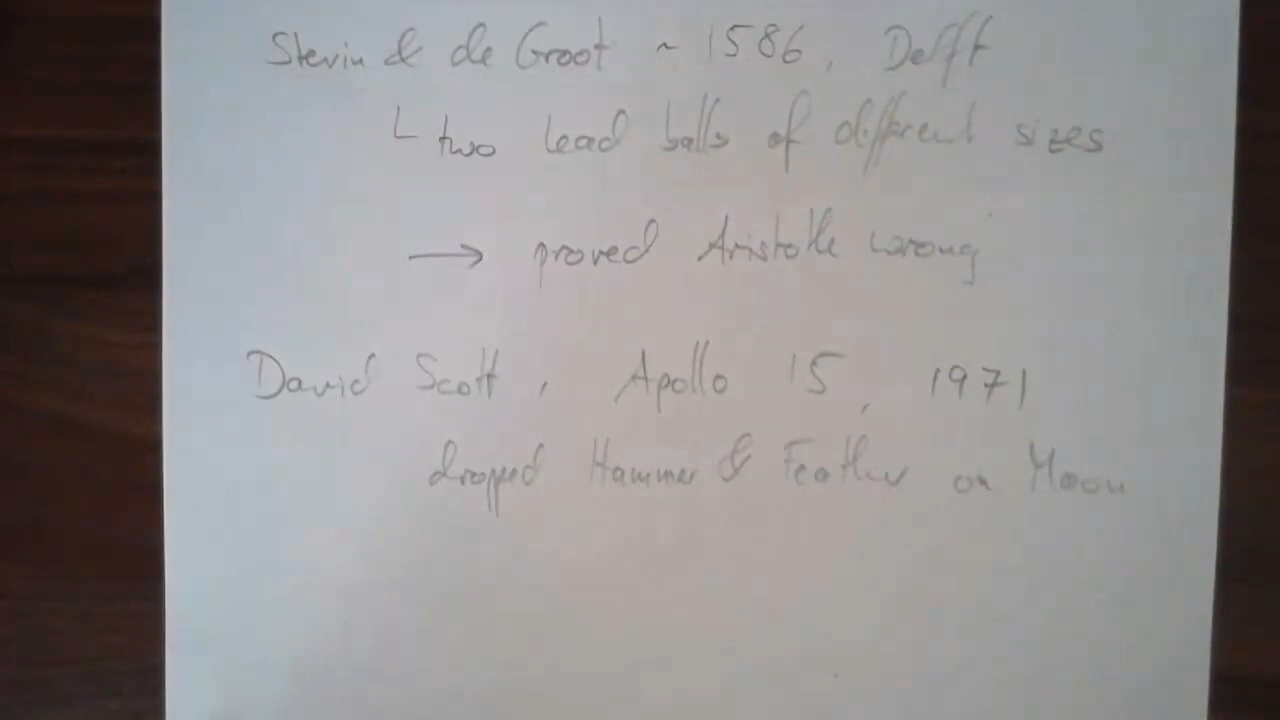 Stevin & de Groot ~ 1586, Delft
└ two lead balls of different sizes
→ proved Aristotle wrong
David Scott, Apollo 15, 1971
dropped Hammer & Feather on Moon